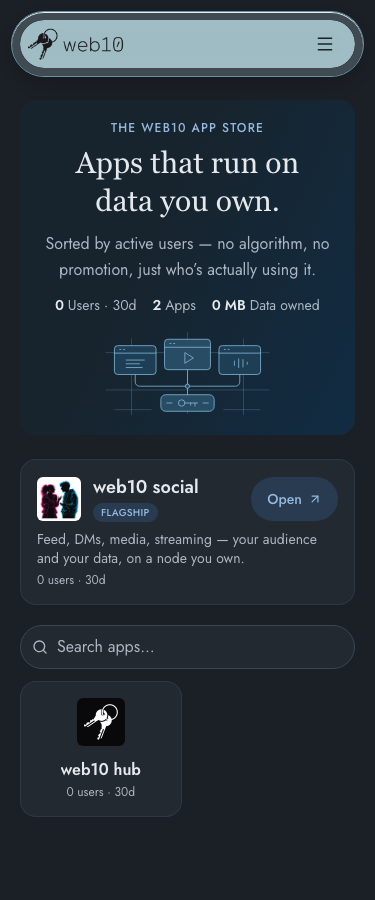 web10
THE WEB10 APP STORE
Apps that run on
data you own.
Sorted by active users — no algorithm, no
promotion, just who’s actually using it.
0 Users · 30d 2 Apps 0 MB Data owned
web10 social
FLAGSHIP
Open
Feed, DMs, media, streaming — your audience
and your data, on a node you own.
0 users · 30d
Search apps...
web10 hub
0 users · 30d